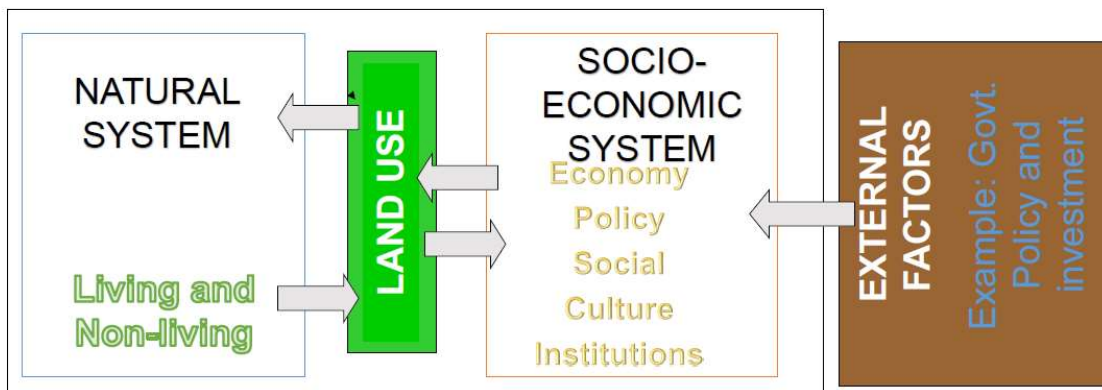 NATURAL
SYSTEM
Living and
Non-living
LAND USE
SOCIO-
ECONOMIC
SYSTEM
Economy
Policy
Social
Culture
Institutions
EXTERNAL
FACTORS
Example: Govt.
Policy and
investment